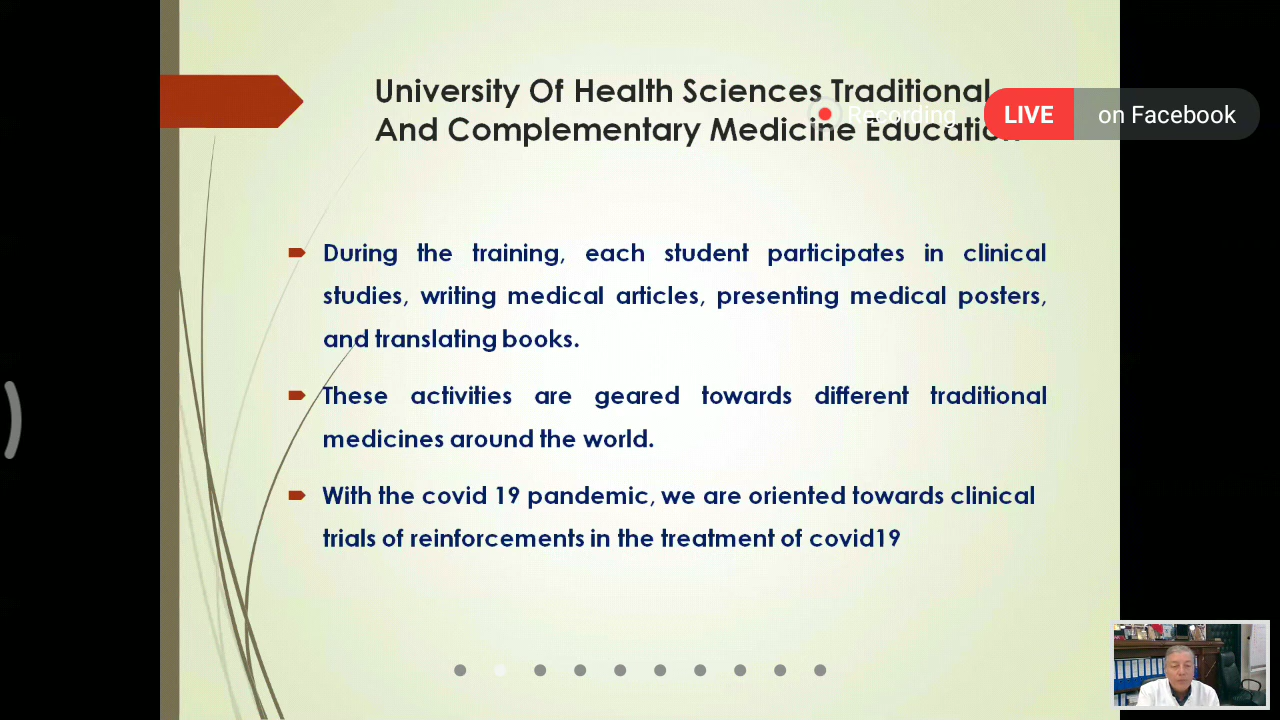 University Of Health Sciences Traditional
And Complementary Medicine Education
Recording
LIVE
on Facebook
During the training, each student participates in clinical
studies, writing medical articles, presenting medical posters,
and translating books.
These activities are geared towards different traditional
medicines around the world.
With the covid 19 pandemic, we are oriented towards clinical
trials of reinforcements in the treatment of covid19